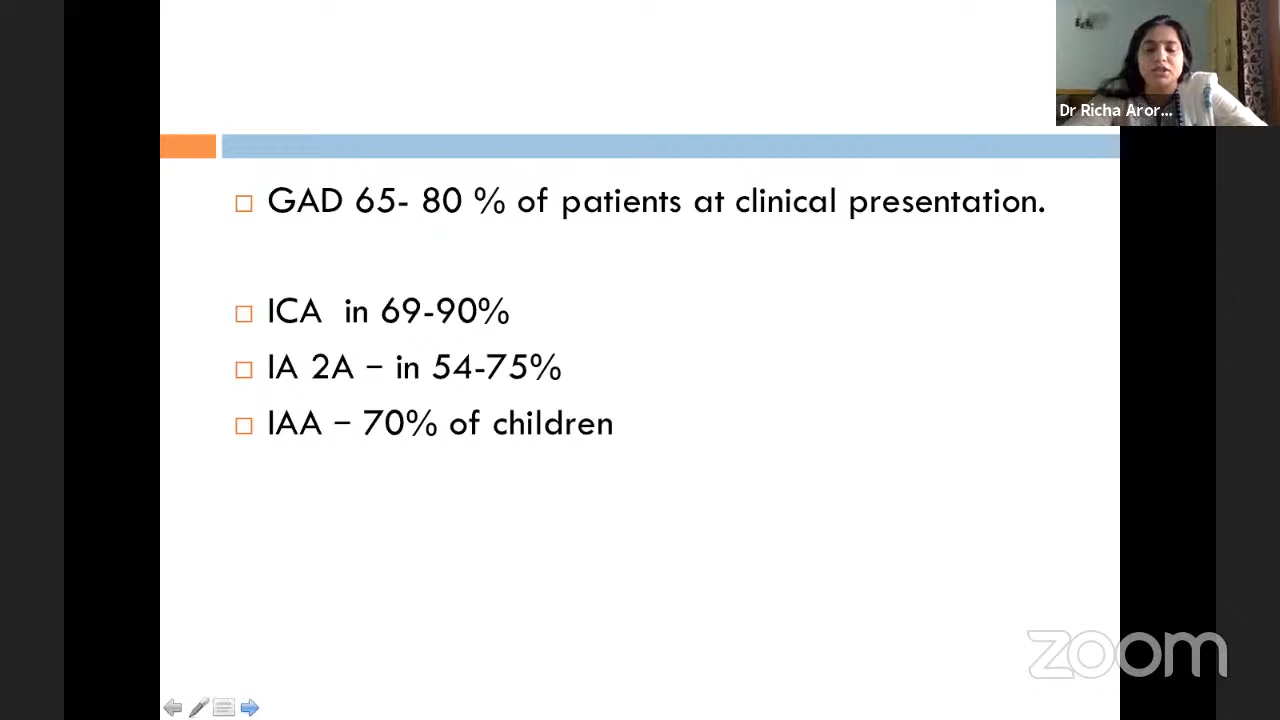 Dr Richa Aror...
GAD 65- 80 % of patients at clinical presentation.
ICA  in 69-90%
IA 2A – in 54-75%
IAA – 70% of children
zoom